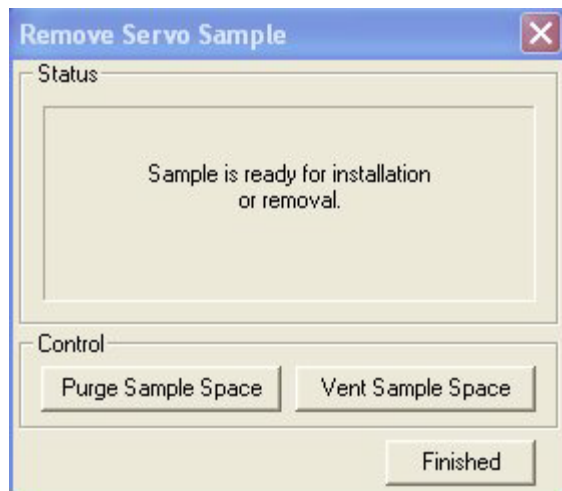 Remove Servo Sample
Status
Sample is ready for installation
or removal.
Control
Purge Sample Space
Vent Sample Space
Finished